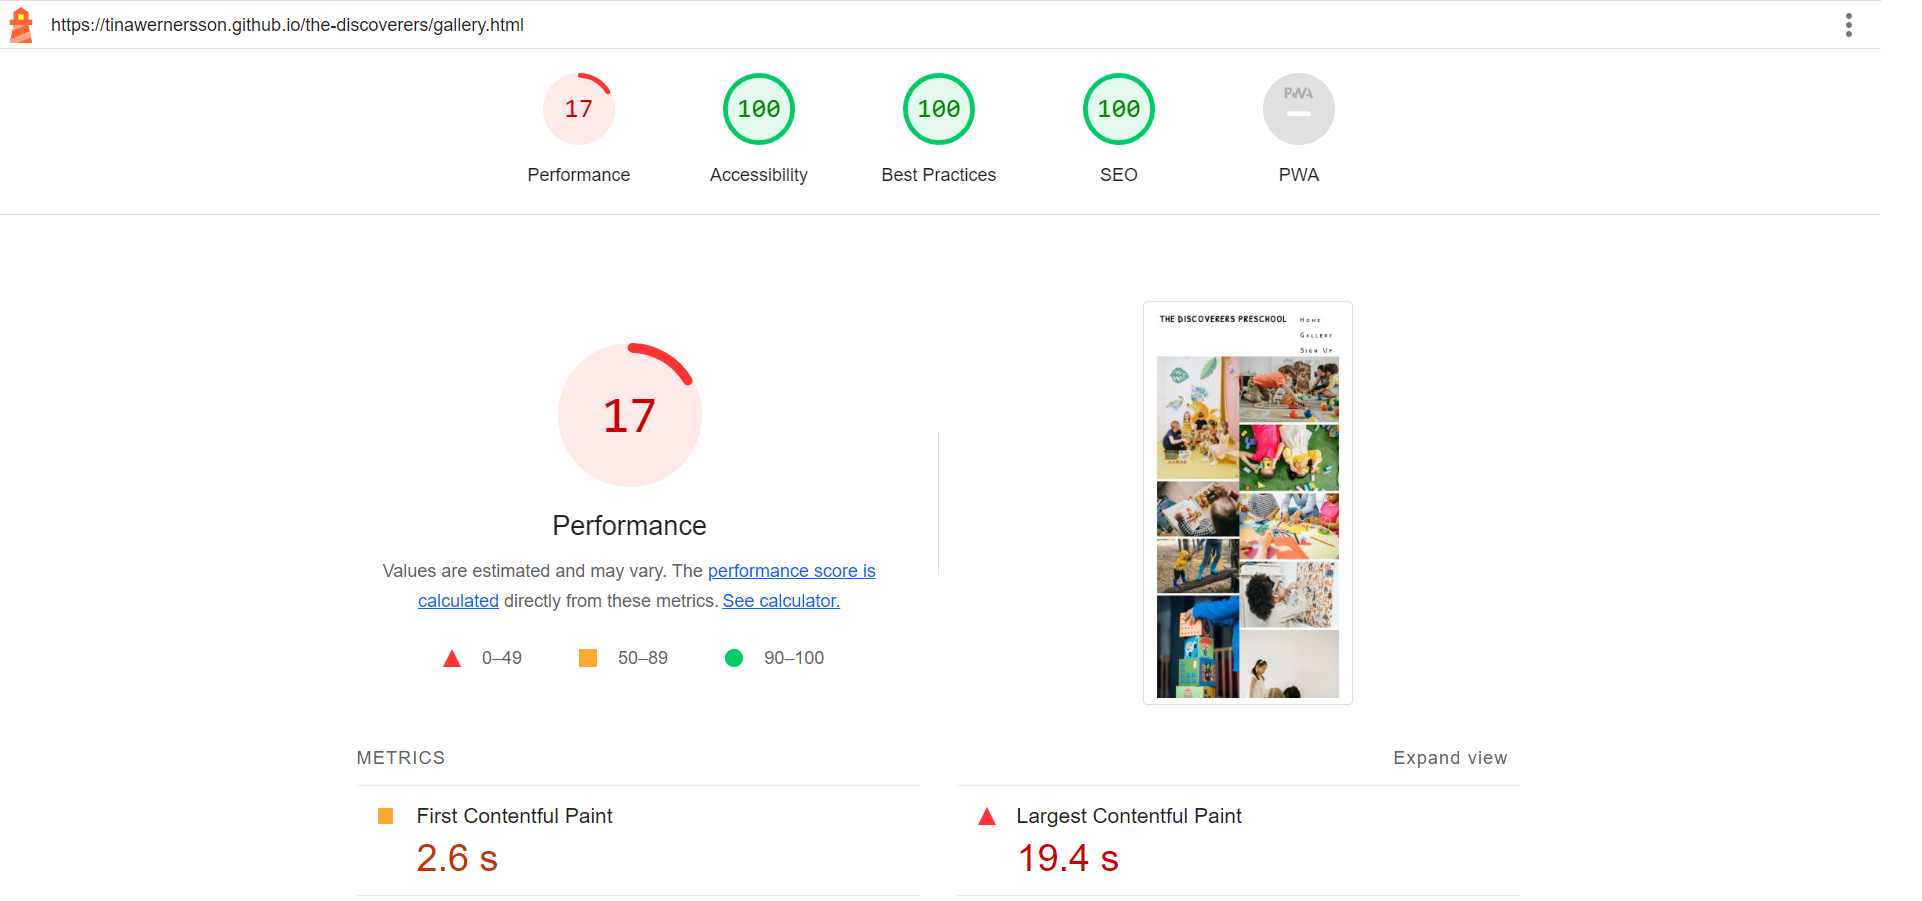 https://tinawernersson.github.io/the-discoverers/gallery.html
17
100
100
100
PWA
Performance
Accessibility
Best Practices
SEO
PWA
THE DISCOVERERS PRESCHOOL
Home
Gallery
Sign Up
17
Performance
Values are estimated and may vary. The performance score is
calculated directly from these metrics. See calculator.
0–49
50–89
90–100
METRICS
Expand view
First Contentful Paint
2.6 s
Largest Contentful Paint
19.4 s